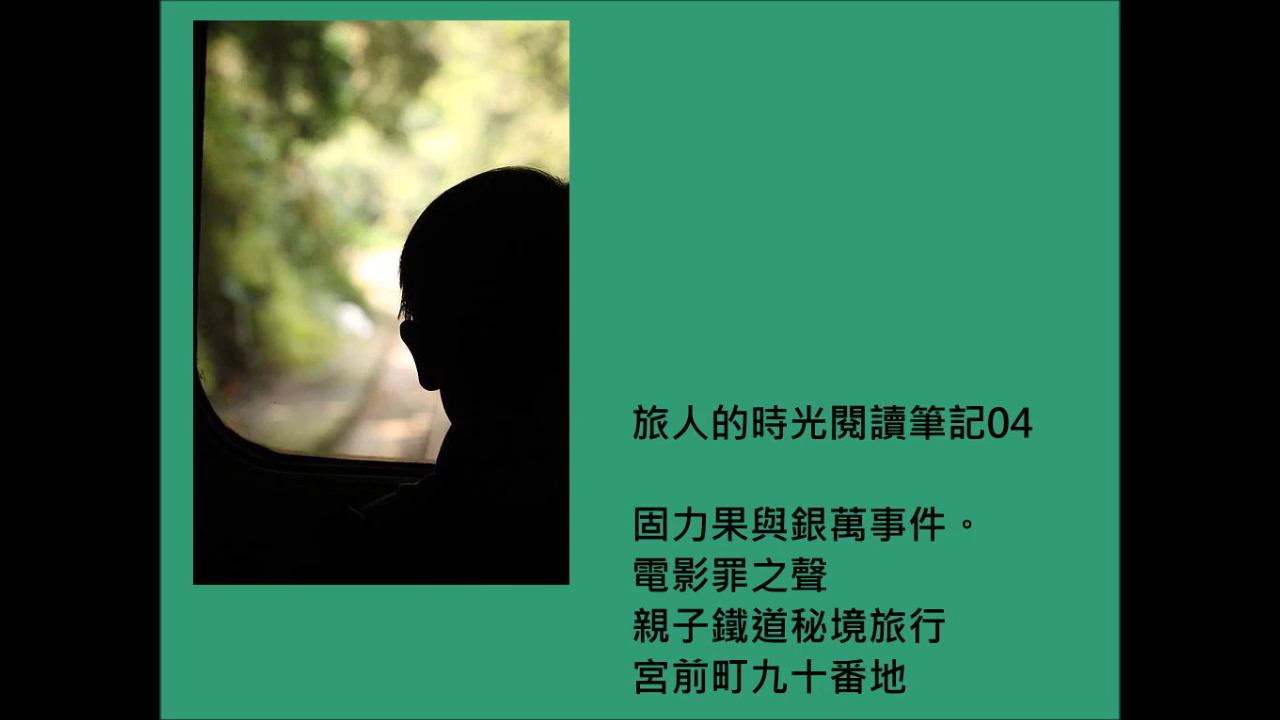 旅人的時光閱讀筆記04
固力果與銀萬事件。
電影罪之聲
親子鐵道秘境旅行
宮前町九十番地